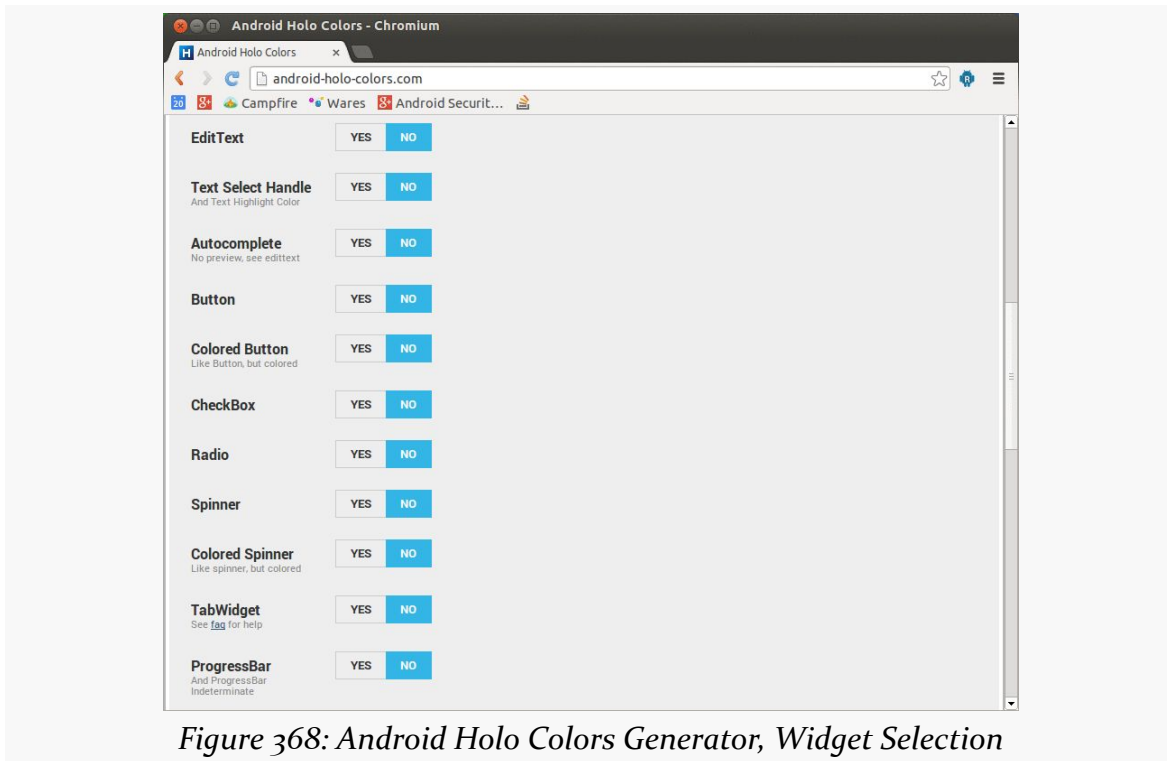 Android Holo Colors - Chromium
H Android Holo Colors ×
android-holo-colors.com
20 8+ Campfire Wares 8+ Android Securit...
EditText YES NO
Text Select Handle YES NO
And Text Highlight Color
Autocomplete YES NO
No preview, see edittext
Button YES NO
Colored Button YES NO
Like Button, but colored
CheckBox YES NO
Radio YES NO
Spinner YES NO
Colored Spinner YES NO
Like spinner, but colored
TabWidget YES NO
See faq for help
ProgressBar YES NO
And ProgressBar
Indeterminate
Figure 368: Android Holo Colors Generator, Widget Selection